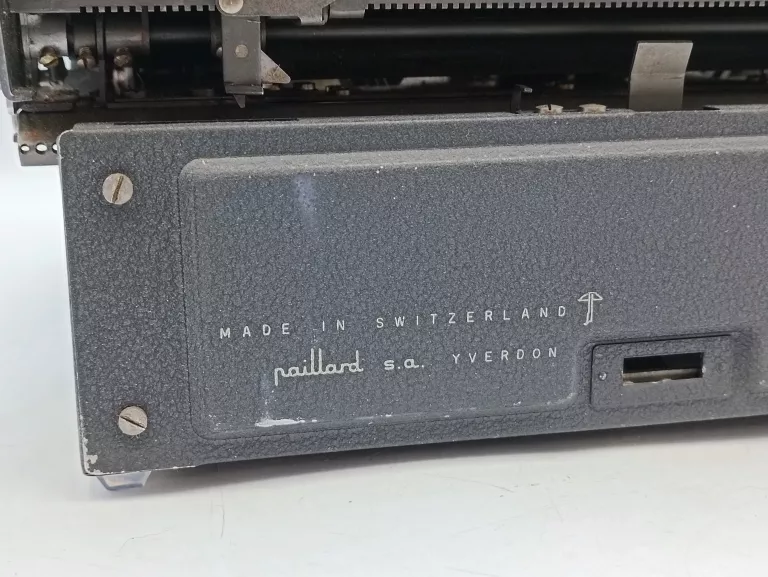 MADE IN SWITZERLAND
paillard s.a. YVERDON